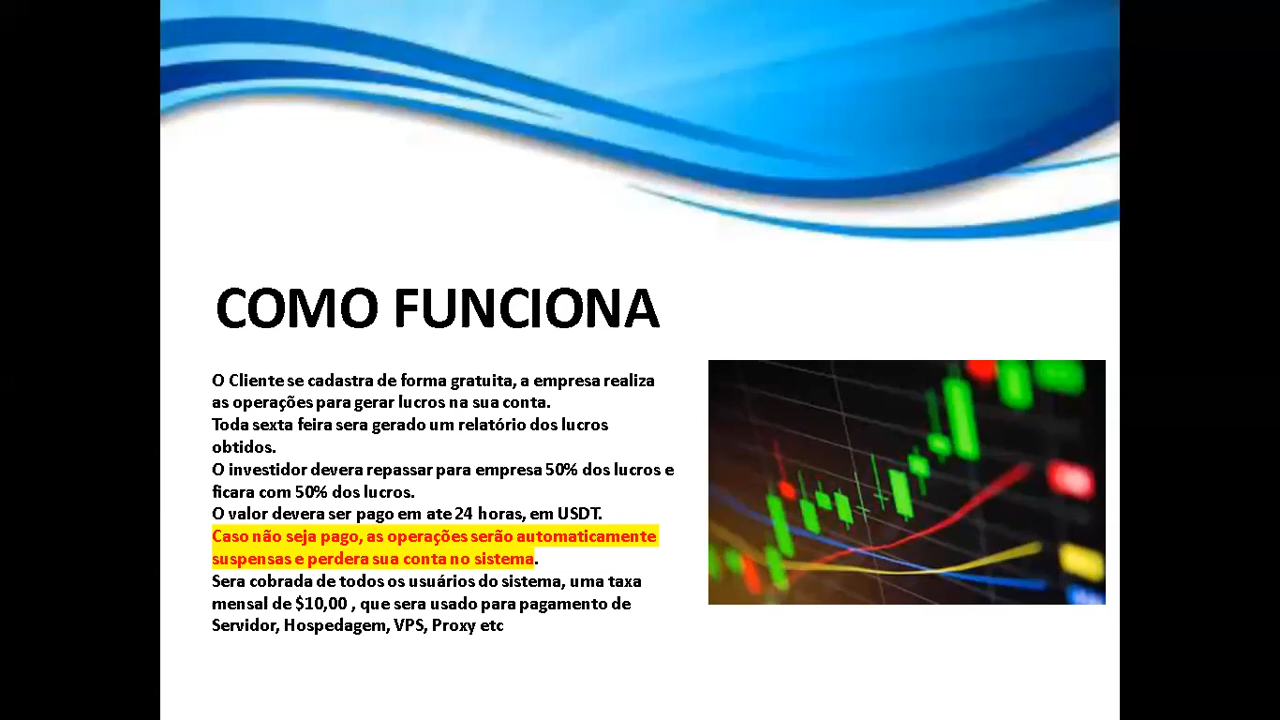 COMO FUNCIONA
O Cliente se cadastra de forma gratuita, a empresa realiza
as operações para gerar lucros na sua conta.
Toda sexta feira sera gerado um relatório dos lucros
obtidos.
O investidor devera repassar para empresa 50% dos lucros e
ficara com 50% dos lucros.
O valor devera ser pago em ate 24 horas, em USDT.
Caso não seja pago, as operações serão automaticamente
suspensas e perdera sua conta no sistema.
Sera cobrada de todos os usuários do sistema, uma taxa
mensal de $10,00 , que sera usado para pagamento de
Servidor, Hospedagem, VPS, Proxy etc